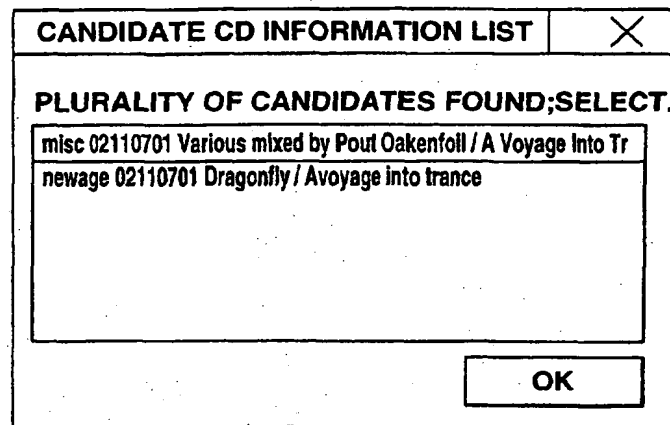 CANDIDATE CD INFORMATION LIST
PLURALITY OF CANDIDATES FOUND;SELECT.
misc 02110701 Various mixed by Pout Oakenfoil / A Voyage Into Tr
newage 02110701 Dragonfly / Avoyage into trance
OK